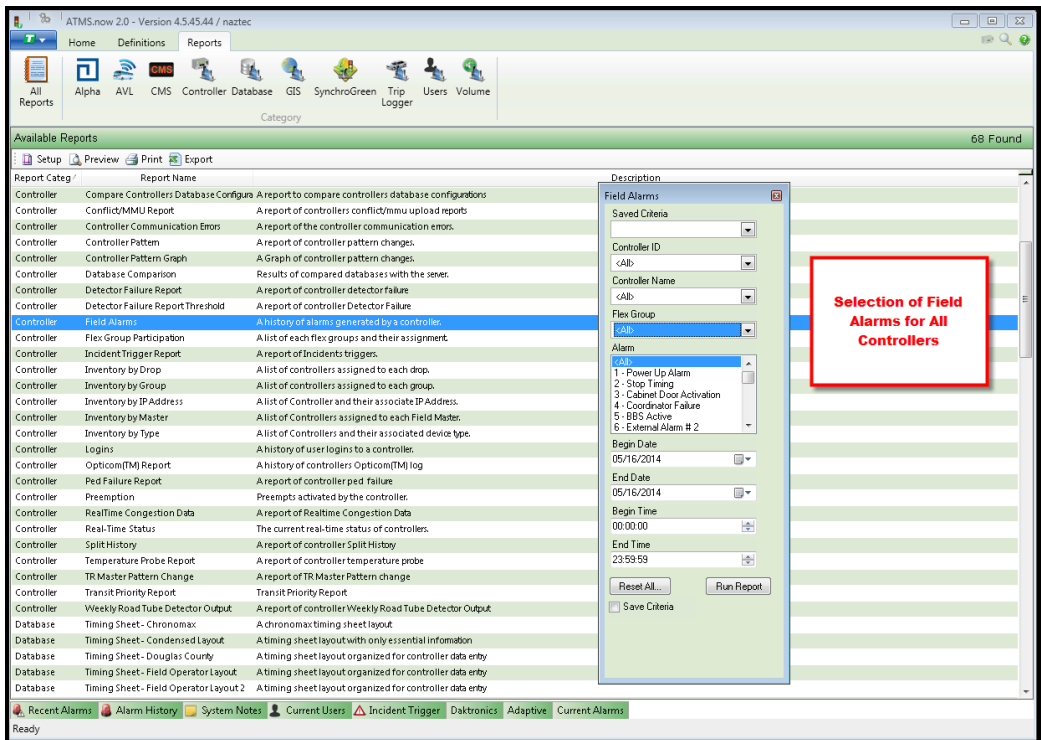 ATMS.now 2.0 - Version 4.5.45.44 / naztec
Home Definitions Reports
All Reports
Alpha AVL CMS Controller Database GIS SynchroGreen Trip Logger Users Volume
CMS
Category
Available Reports 68 Found
Setup Preview Print Export
Report Categ Report Name Description
Controller Compare Controllers Database Configura A report to compare controllers database configurations
Controller Conflict/MMU Report A report of controllers conflict/mmu upload reports
Controller Controller Communication Errors A report of the controller communication errors.
Controller Controller Pattern A report of controller pattern changes.
Controller Controller Pattern Graph A Graph of controller pattern changes.
Controller Database Comparison Results of compared databases with the server.
Controller Detector Failure Report A report of controller detector failure
Controller Detector Failure Report Threshold A report of controller Detector Failure
Controller Field Alarms A history of alarms generated by a controller.
Controller Flex Group Participation A list of each flex groups and their assignment.
Controller Incident Trigger Report A report of Incidents triggers.
Controller Inventory by Drop A list of controllers assigned to each drop.
Controller Inventory by Group A list of controllers assigned to each group.
Controller Inventory by IP Address A list of Controller and their associate IP Address.
Controller Inventory by Master A list of Controllers assigned to each Field Master.
Controller Inventory by Type A list of Controllers and their associated device type.
Controller Logins A history of user logins to a controller.
Controller Opticom(TM) Report A history of controllers Opticom(TM) log
Controller Ped Failure Report A report of controller ped failure
Controller Preemption Preempts activated by the controller.
Controller RealTime Congestion Data A report of Realtime Congestion Data
Controller Real-Time Status The current real-time status of controllers.
Controller Split History A report of controller Split History
Controller Temperature Probe Report A report of controller temperature probe
Controller TR Master Pattern Change A report of TR Master Pattern change
Controller Transit Priority Report Transit Priority Report
Controller Weekly Road Tube Detector Output A report of controller Weekly Road Tube Detector Output
Database Timing Sheet - Chronomax A chronomax timing sheet layout
Database Timing Sheet - Condensed Layout A timing sheet layout with only essential information
Database Timing Sheet - Douglas County A timing sheet layout organized for controller data entry
Database Timing Sheet - Field Operator Layout A timing sheet layout organized for controller data entry
Database Timing Sheet - Field Operator Layout 2 A timing sheet layout organized for controller data entry
Field Alarms
Saved Criteria
Controller ID
<All>
Controller Name
<All>
Flex Group
<All>
Alarm
<All>
1 - Power Up Alarm
2 - Stop Timing
3 - Cabinet Door Activation
4 - Coordinator Failure
5 - BBS Active
6 - External Alarm # 2
Begin Date
05/16/2014
End Date
05/16/2014
Begin Time
00:00:00
End Time
23:59:59
Reset All... Run Report
Save Criteria
Selection of Field
Alarms for All
Controllers
Recent Alarms Alarm History System Notes Current Users Incident Trigger Daktronics Adaptive Current Alarms
Ready